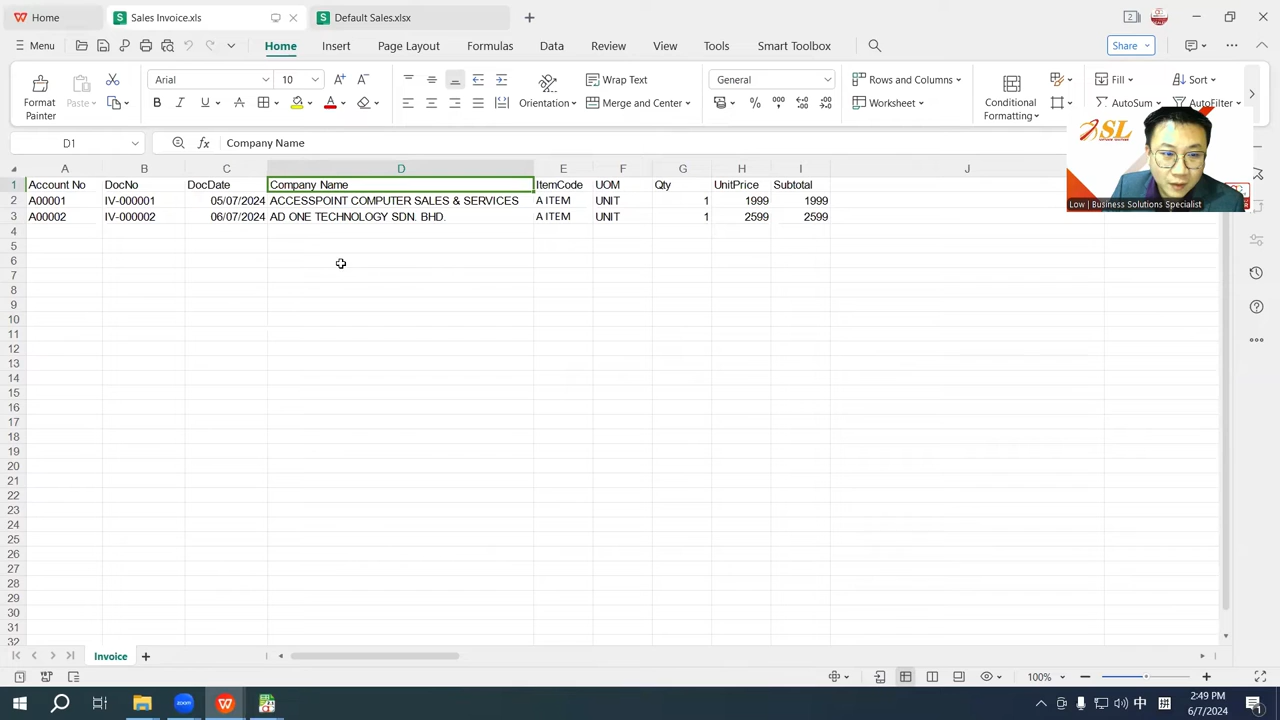 Home Sales Invoice.xls Default Sales.xlsx 2
Menu Home Insert Page Layout Formulas Data Review View Tools Smart Toolbox Share
Format Painter Paste Arial 10 Wrap Text General Rows and Columns Fill Sort
Orientation Merge and Center Worksheet Conditional Formatting AutoSum AutoFilter
D1 fx Company Name
SL
Low | Business Solutions Specialist
A B C D E F G H I J
1 Account No DocNo DocDate Company Name ItemCode UOM Qty UnitPrice Subtotal
2 A00001 IV-000001 05/07/2024 ACCESSPOINT COMPUTER SALES & SERVICES A ITEM UNIT 1 1999 1999
3 A00002 IV-000002 06/07/2024 AD ONE TECHNOLOGY SDN. BHD. A ITEM UNIT 1 2599 2599
4
5
6
7
8
9
10
11
12
13
14
15
16
17
18
19
20
21
22
23
24
25
26
27
28
29
30
31
32
Invoice
100%
zoom 中 拼 2:49 PM
6/7/2024 1